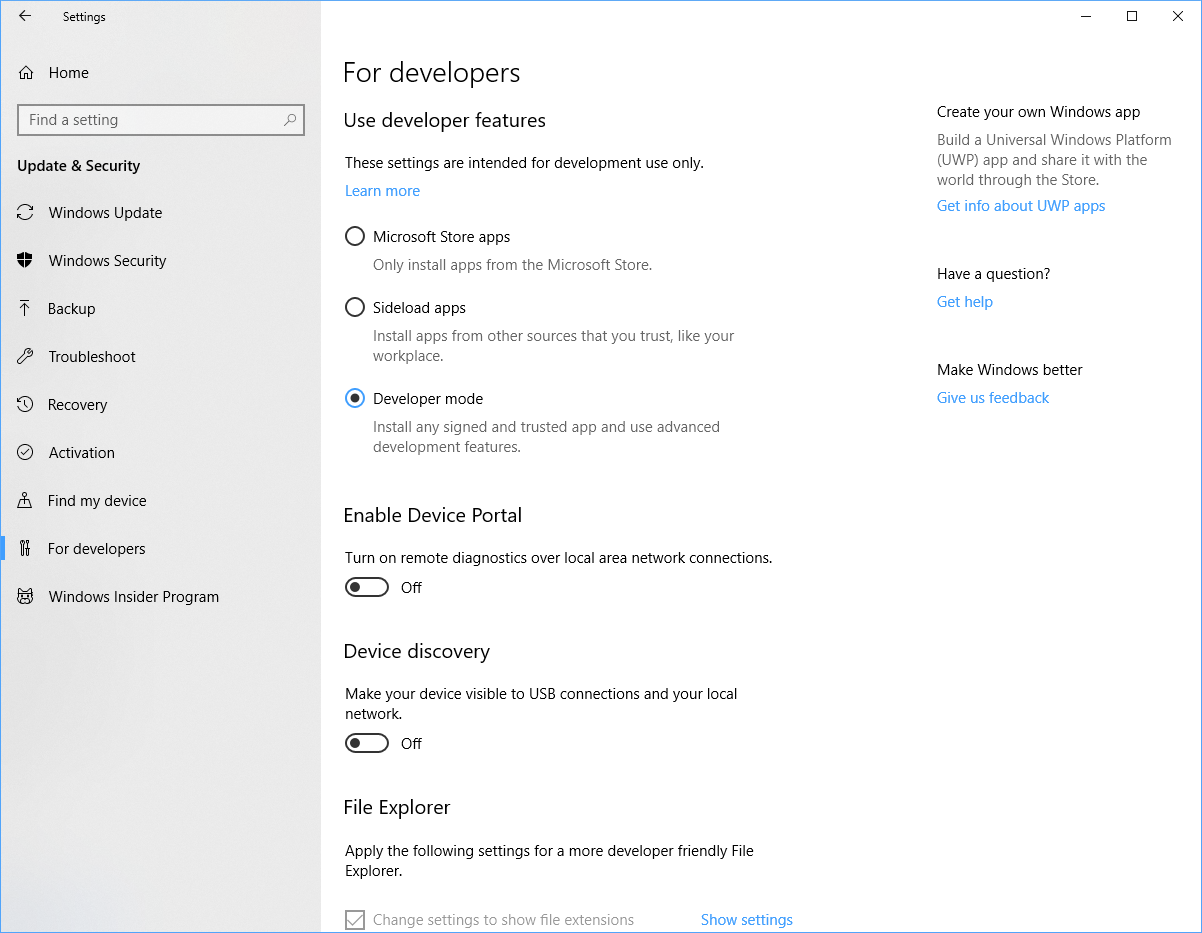 Settings
Home
Find a setting
Update & Security
Windows Update
Windows Security
Backup
Troubleshoot
Recovery
Activation
Find my device
For developers
Windows Insider Program
For developers
Use developer features
These settings are intended for development use only.
Learn more
Microsoft Store apps
Only install apps from the Microsoft Store.
Sideload apps
Install apps from other sources that you trust, like your
workplace.
Developer mode
Install any signed and trusted app and use advanced
development features.
Enable Device Portal
Turn on remote diagnostics over local area network connections.
Off
Device discovery
Make your device visible to USB connections and your local
network.
Off
File Explorer
Apply the following settings for a more developer friendly File
Explorer.
Change settings to show file extensions
Show settings
Create your own Windows app
Build a Universal Windows Platform
(UWP) app and share it with the
world through the Store.
Get info about UWP apps
Have a question?
Get help
Make Windows better
Give us feedback